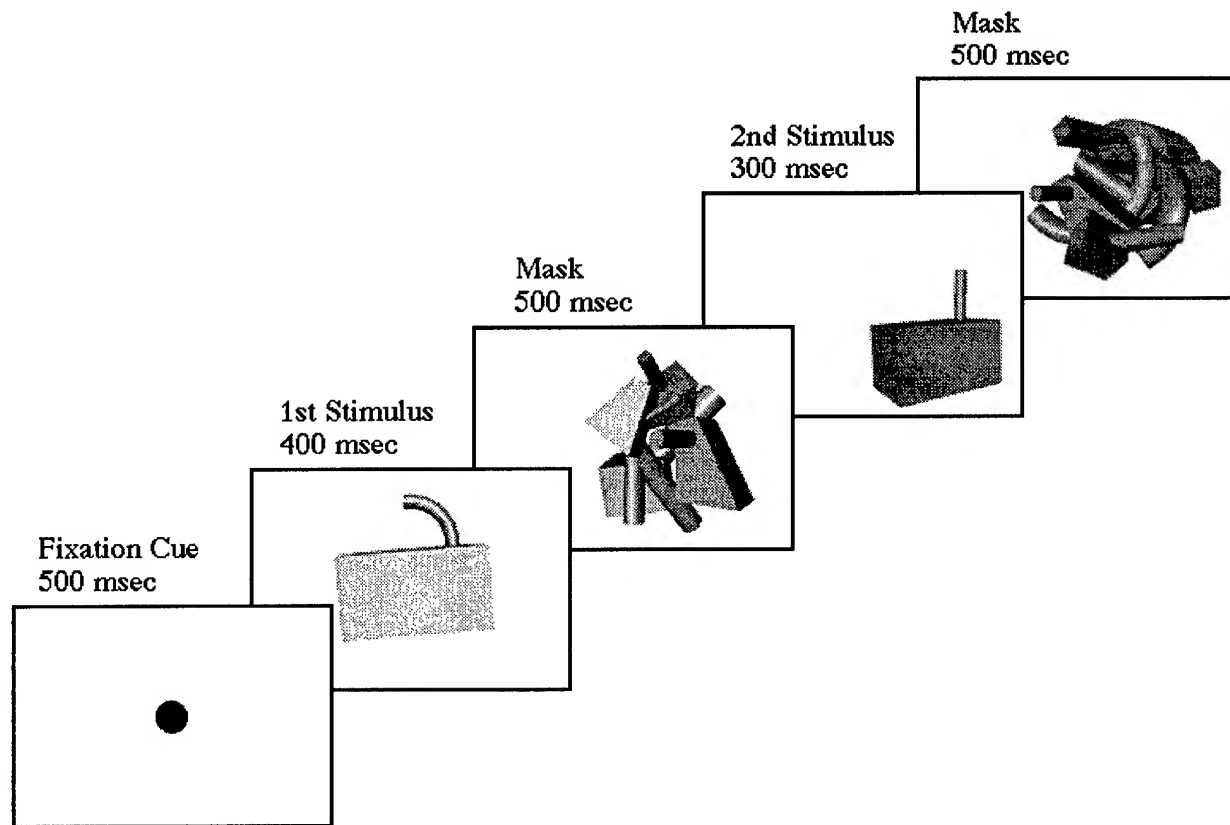 Fixation Cue
500 msec
1st Stimulus
400 msec
Mask
500 msec
2nd Stimulus
300 msec
Mask
500 msec